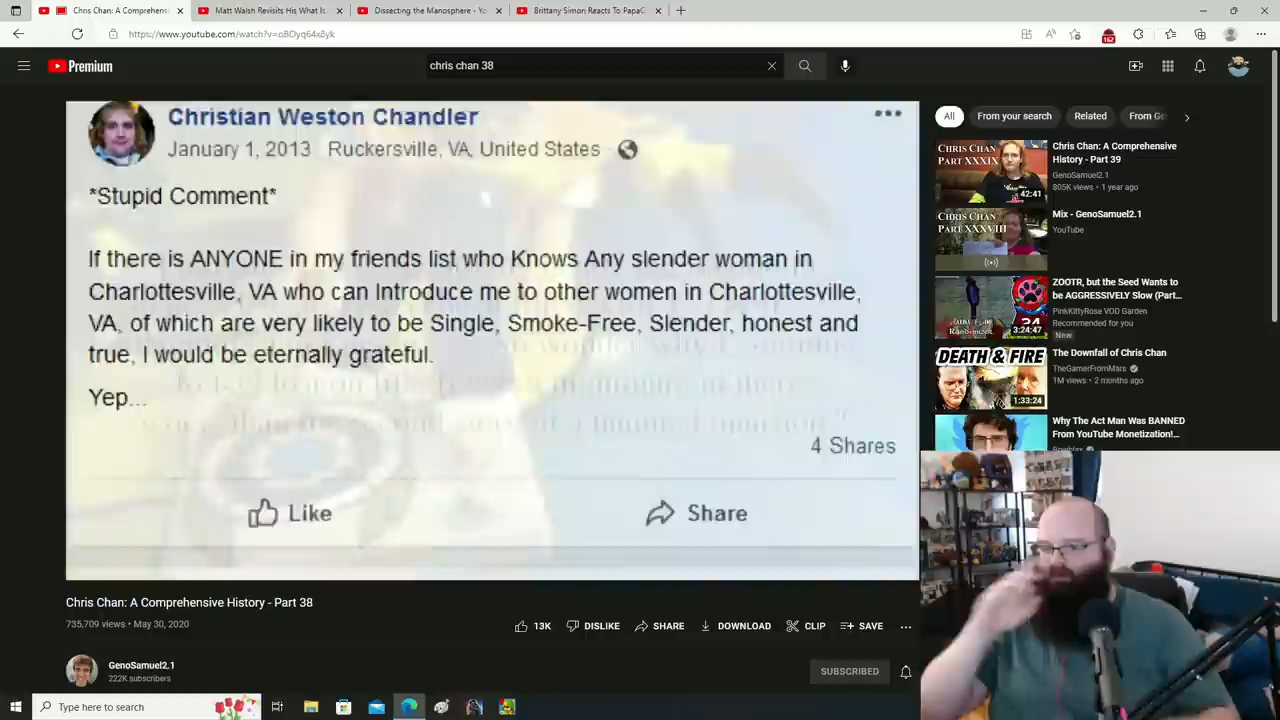 Chris Chan: A Comprehensi
Matt Walsh Revisits His What Is
Dissecting the Manosphere - Yo
Brittany Simon Reacts To PapaG
https://www.youtube.com/watch?v=aBOyq64x8yk
162
Premium
chris chan 38
Christian Weston Chandler
January 1, 2013 Ruckersville, VA, United States
*Stupid Comment*
If there is ANYONE in my friends list who Knows Any slender woman in
Charlottesville, VA who can Introduce me to other women in Charlottesville,
VA, of which are very likely to be Single, Smoke-Free, Slender, honest and
true, I would be eternally grateful.
Yep...
4 Shares
Like
Share
All
From your search
Related
From Ge
CHRIS CHAN
PART XXXIX
42:41
Chris Chan: A Comprehensive
History - Part 39
GenoSamuel2.1
805K views • 1 year ago
CHRIS CHAN
PART XXXVIII
Mix - GenoSamuel2.1
YouTube
3:24:47
ZOOTR, but the Seed Wants to
be AGGRESSIVELY Slow (Part...
PinkKittyRose VOD Garden
Recommended for you
New
DEATH & FIRE
1:33:24
The Downfall of Chris Chan
TheGamerFromMars
1M views • 2 months ago
Why The Act Man Was BANNED
From YouTube Monetization!...
Chris Chan: A Comprehensive History - Part 38
735,709 views • May 30, 2020
13K
DISLIKE
SHARE
DOWNLOAD
CLIP
SAVE
GenoSamuel2.1
222K subscribers
SUBSCRIBED
Type here to search